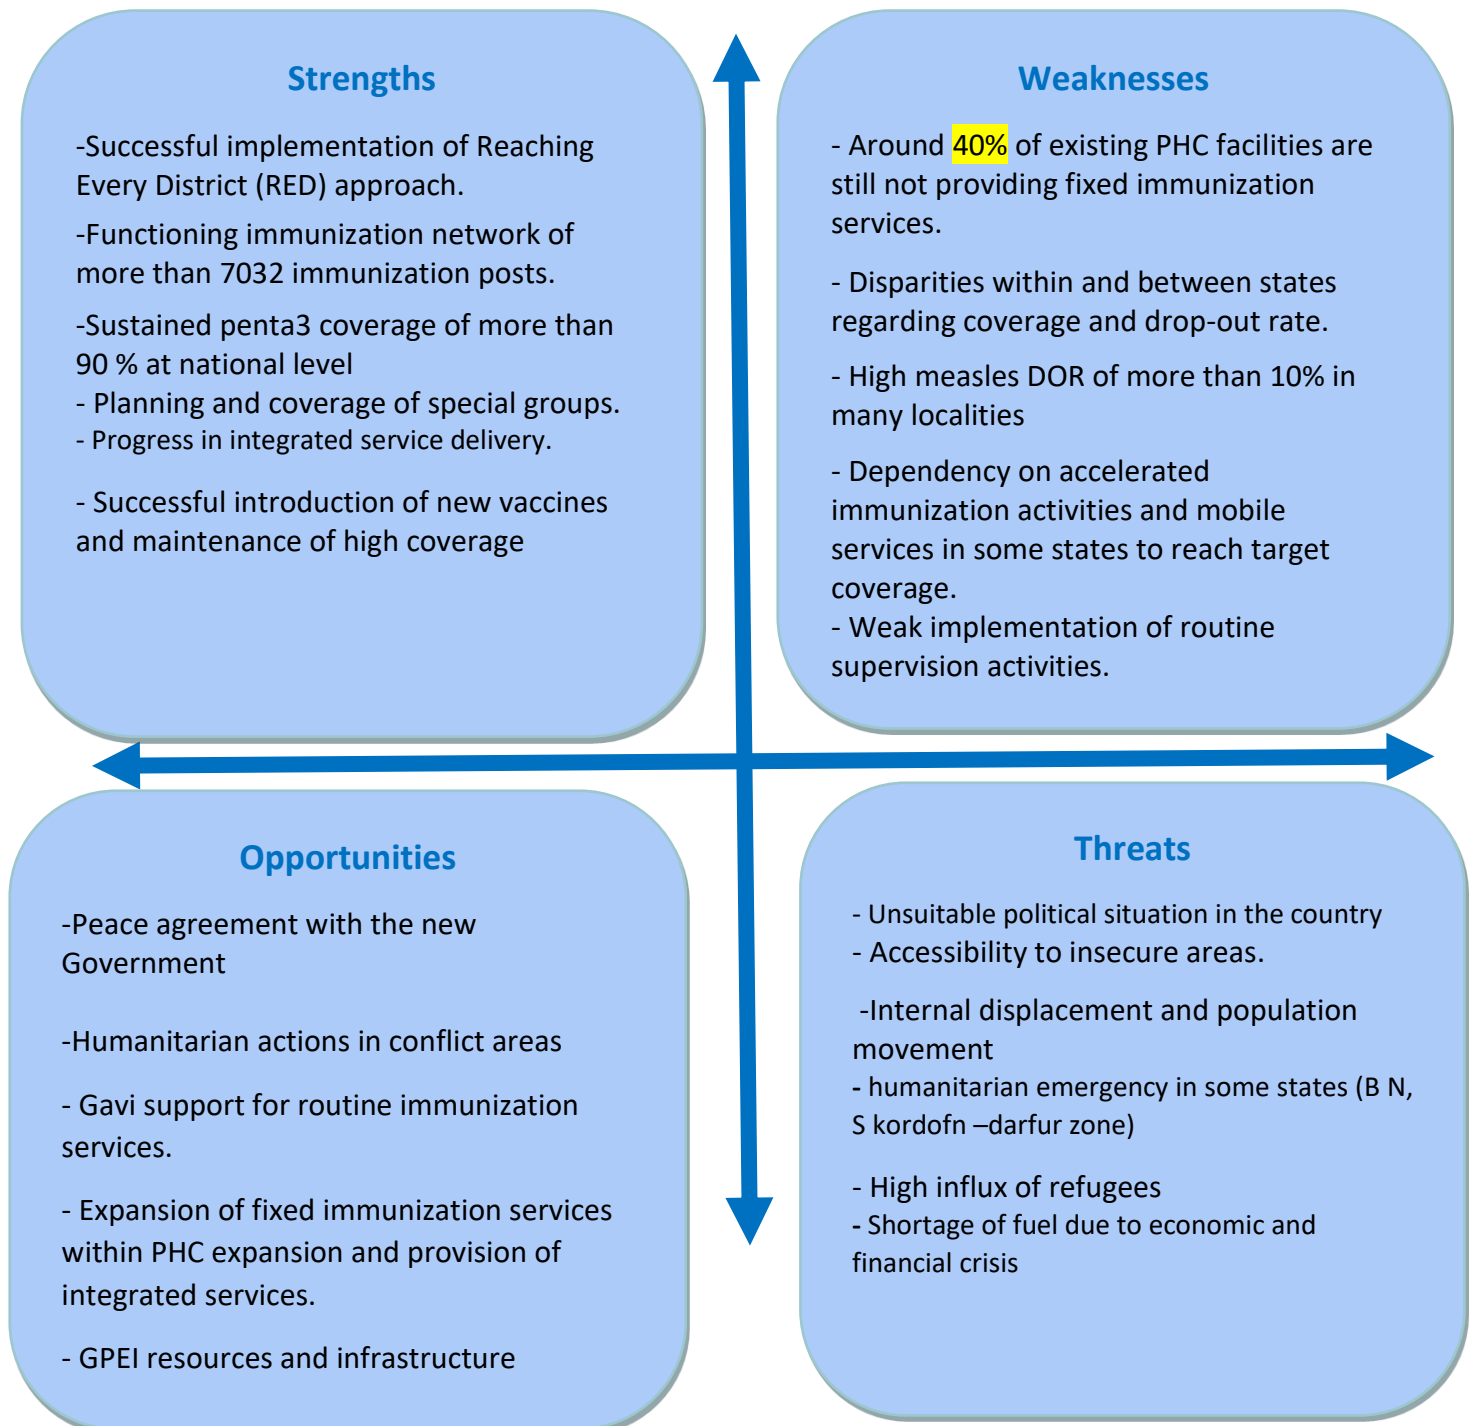 Strengths
-Successful implementation of Reaching
Every District (RED) approach.
-Functioning immunization network of
more than 7032 immunization posts.
-Sustained penta3 coverage of more than
90 % at national level
- Planning and coverage of special groups.
- Progress in integrated service delivery.
- Successful introduction of new vaccines
and maintenance of high coverage
Weaknesses
- Around 40% of existing PHC facilities are
still not providing fixed immunization
services.
- Disparities within and between states
regarding coverage and drop-out rate.
- High measles DOR of more than 10% in
many localities
- Dependency on accelerated
immunization activities and mobile
services in some states to reach target
coverage.
- Weak implementation of routine
supervision activities.
Opportunities
-Peace agreement with the new
Government
-Humanitarian actions in conflict areas
- Gavi support for routine immunization
services.
- Expansion of fixed immunization services
within PHC expansion and provision of
integrated services.
- GPEI resources and infrastructure
Threats
- Unsuitable political situation in the country
- Accessibility to insecure areas.
-Internal displacement and population
movement
- humanitarian emergency in some states (B N,
S kordofn –darfur zone)
- High influx of refugees
- Shortage of fuel due to economic and
financial crisis